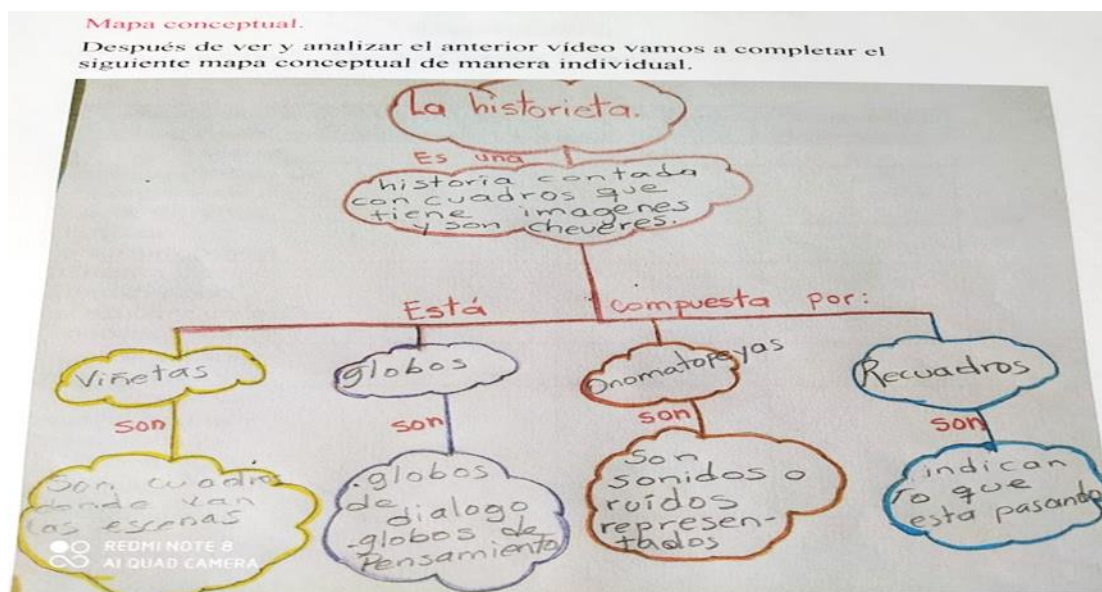 Mapa conceptual.
Después de ver y analizar el anterior vídeo vamos a completar el
siguiente mapa conceptual de manera individual.
La historieta.
Es una
historia contada
con cuadros que
tiene imagenes
y son cheveres.
Está compuesta por:
Viñetas
son
Son cuadros
donde van
las escenas
globos
son
.globos
de dialogo
-globos de
Pensamiento
Onomatopeyas
son
Son
sonidos o
ruídos
represen-
tados
Recuadros
son
indican
lo que
esta pasando
REDMI NOTE 8
AI QUAD CAMERA